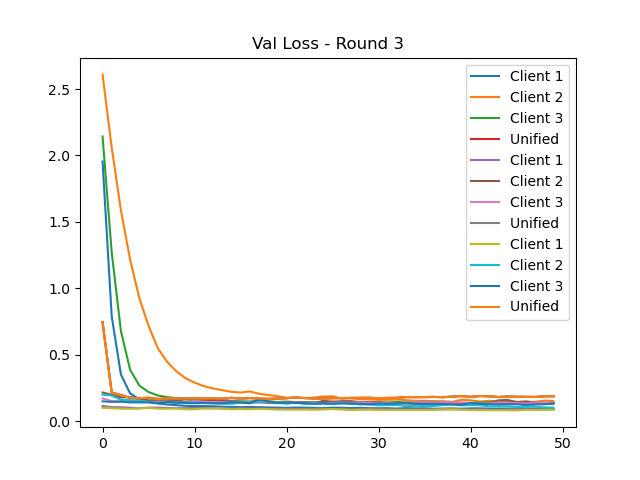 Val Loss - Round 3
2.5
2.0
1.5
1.0
0.5
0.0
0
10
20
30
40
50
Client 1
Client 2
Client 3
Unified
Client 1
Client 2
Client 3
Unified
Client 1
Client 2
Client 3
Unified